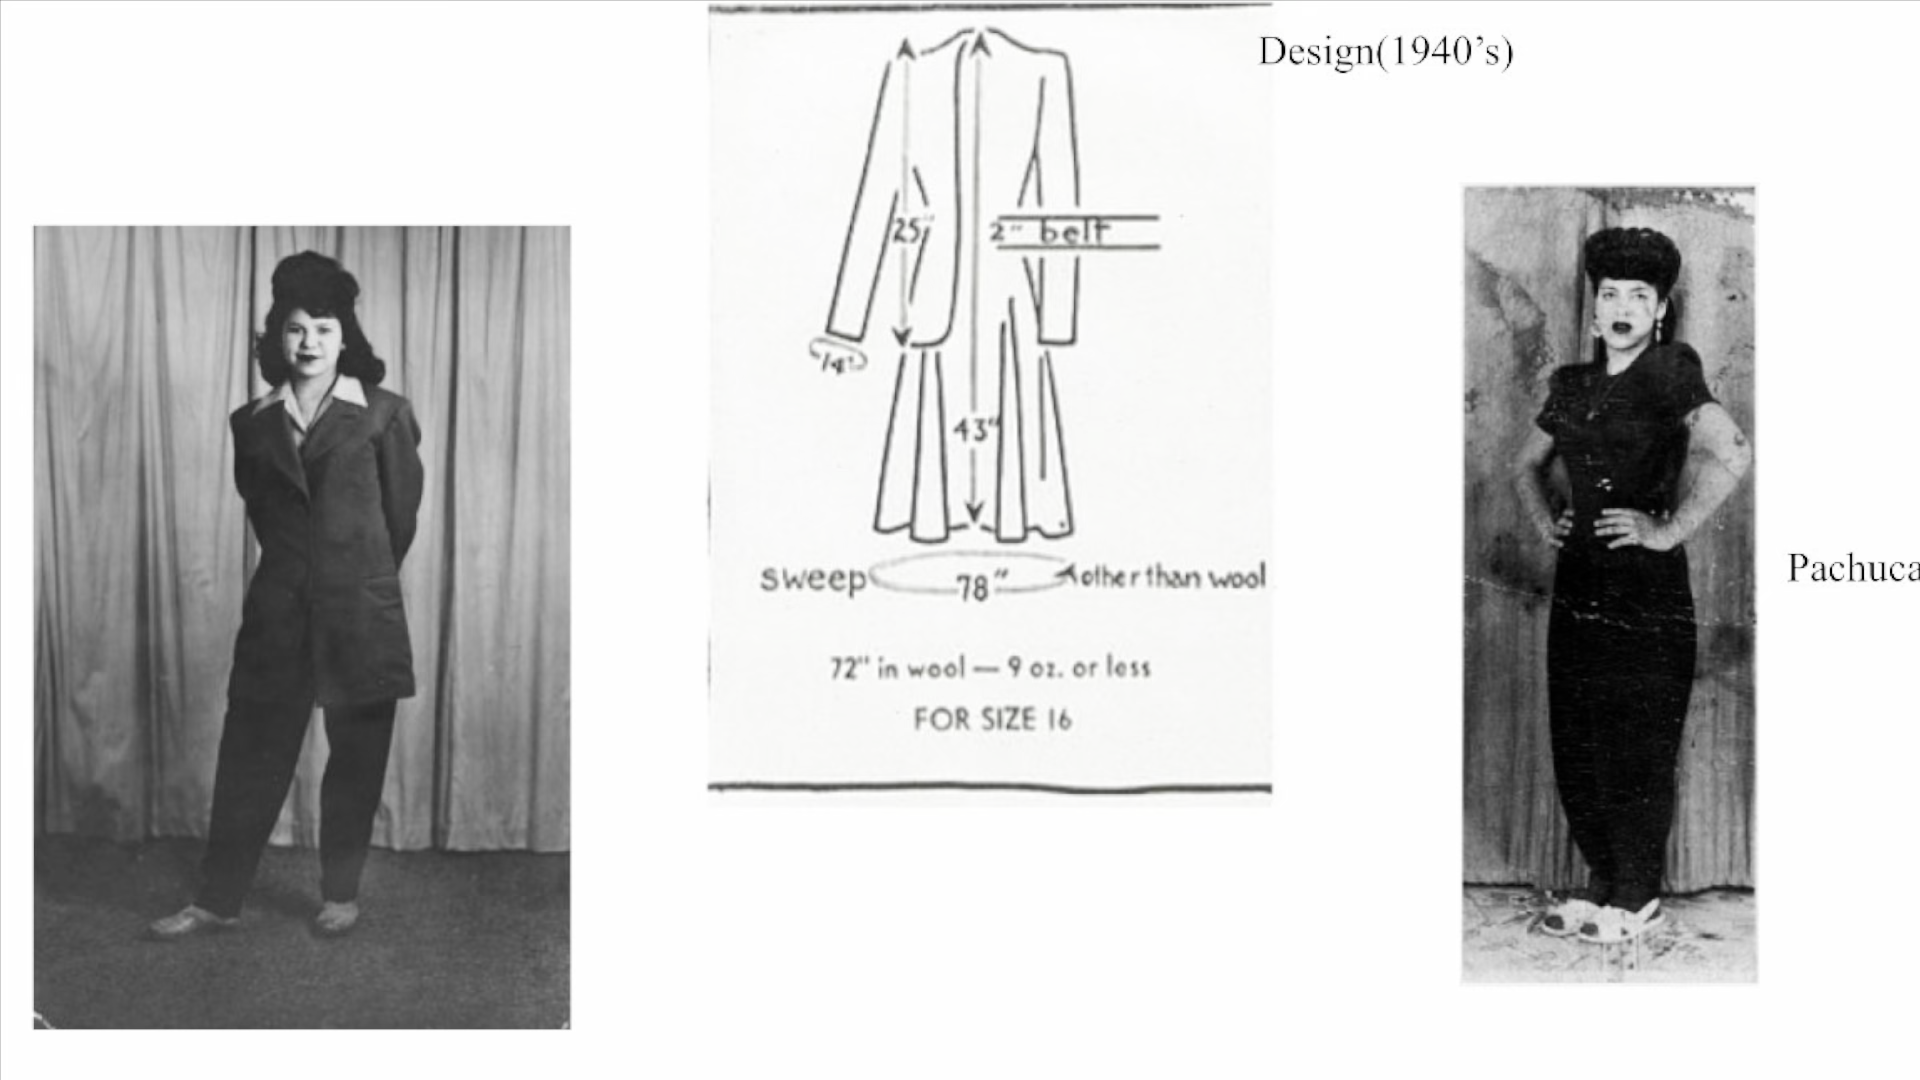 Design(1940’s)
25"
2" belt
14"
43"
sweep 78" other than wool
72" in wool — 9 oz. or less
FOR SIZE 16
Pachuca